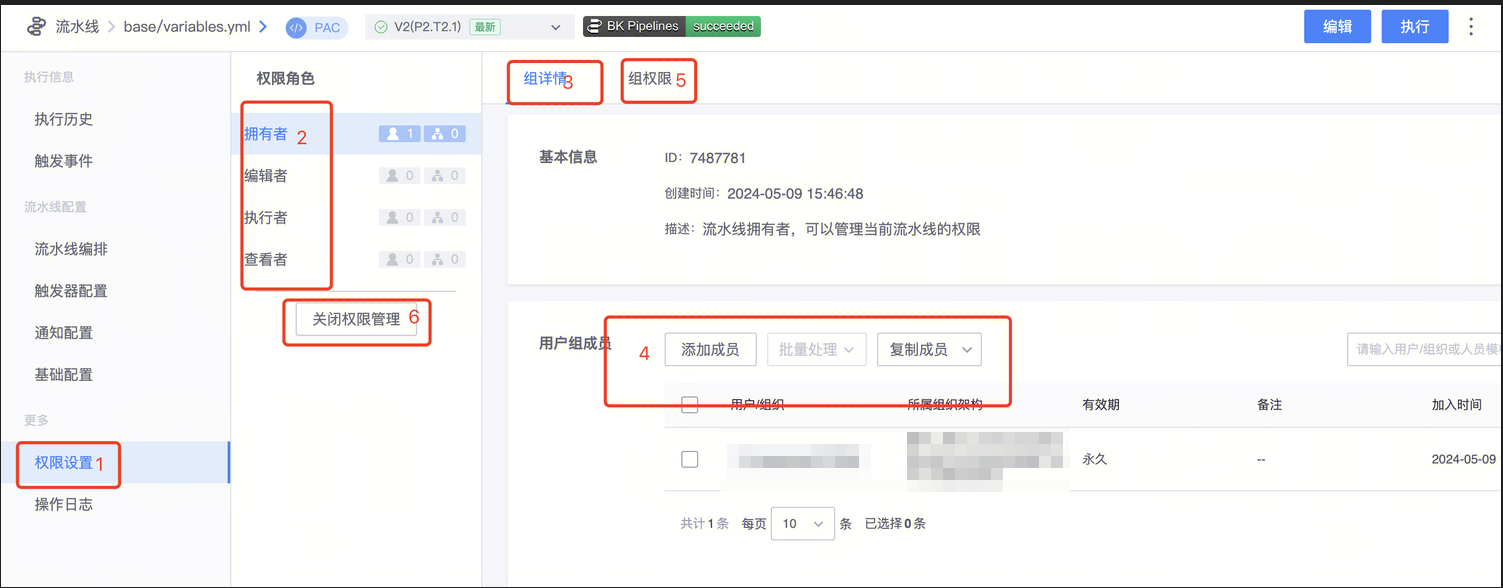 流水线 base/variables.yml PAC V2(P2.T2.1) 最新 BK Pipelines succeeded 编辑 执行
执行信息
执行历史
触发事件
流水线配置
流水线编排
触发器配置
通知配置
基础配置
更多
权限设置 1
操作日志
权限角色
拥有者 2 1 0
编辑者 0 0
执行者 0 0
查看者 0 0
关闭权限管理 6
组详情 3 组权限 5
基本信息 ID: 7487781
创建时间: 2024-05-09 15:46:48
描述: 流水线拥有者，可以管理当前流水线的权限
用户组成员 4 添加成员 批量处理 复制成员 请输入用户/组织或人员模
用户/组织 所属组织架构 有效期 备注 加入时间
永久 -- 2024-05-09
共计 1 条 每页 10 条 已选择 0 条